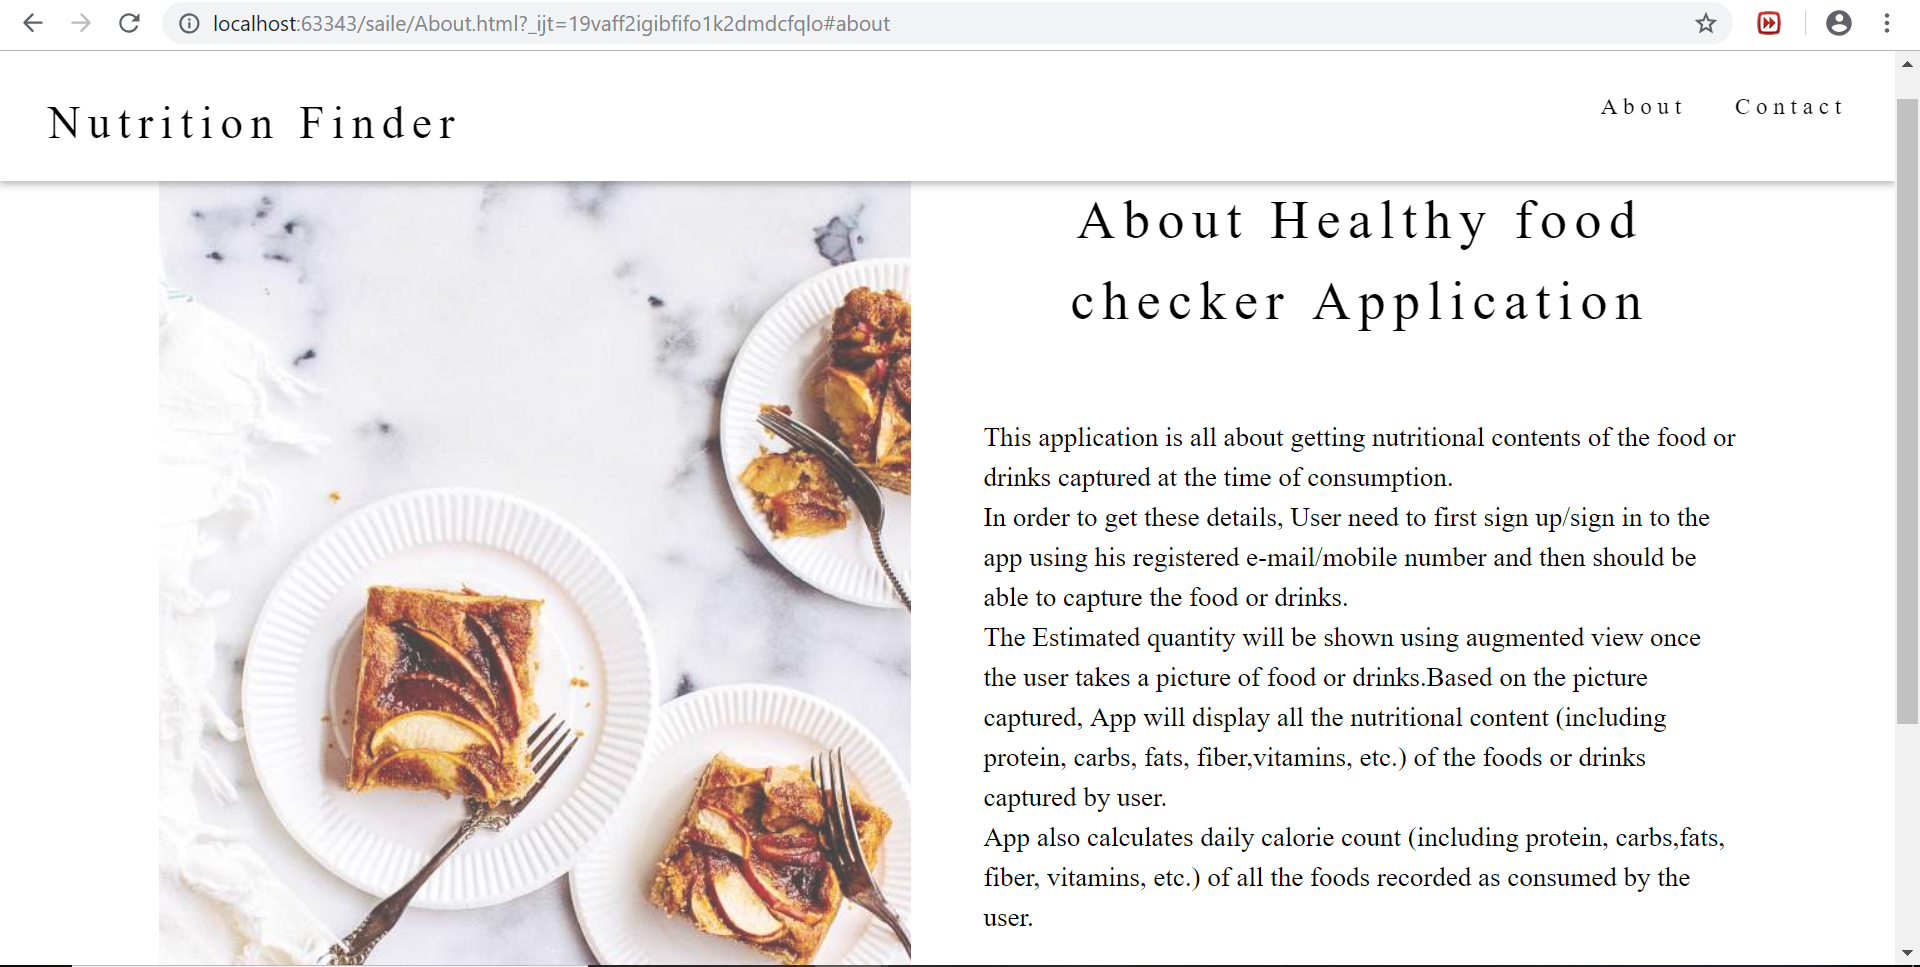 localhost:63343/saile/About.html?_ijt=19vaff2igibfifo1k2dmdcfqlo#about
Nutrition Finder
About Contact
About Healthy food
checker Application
This application is all about getting nutritional contents of the food or
drinks captured at the time of consumption.
In order to get these details, User need to first sign up/sign in to the
app using his registered e-mail/mobile number and then should be
able to capture the food or drinks.
The Estimated quantity will be shown using augmented view once
the user takes a picture of food or drinks.Based on the picture
captured, App will display all the nutritional content (including
protein, carbs, fats, fiber,vitamins, etc.) of the foods or drinks
captured by user.
App also calculates daily calorie count (including protein, carbs,fats,
fiber, vitamins, etc.) of all the foods recorded as consumed by the
user.